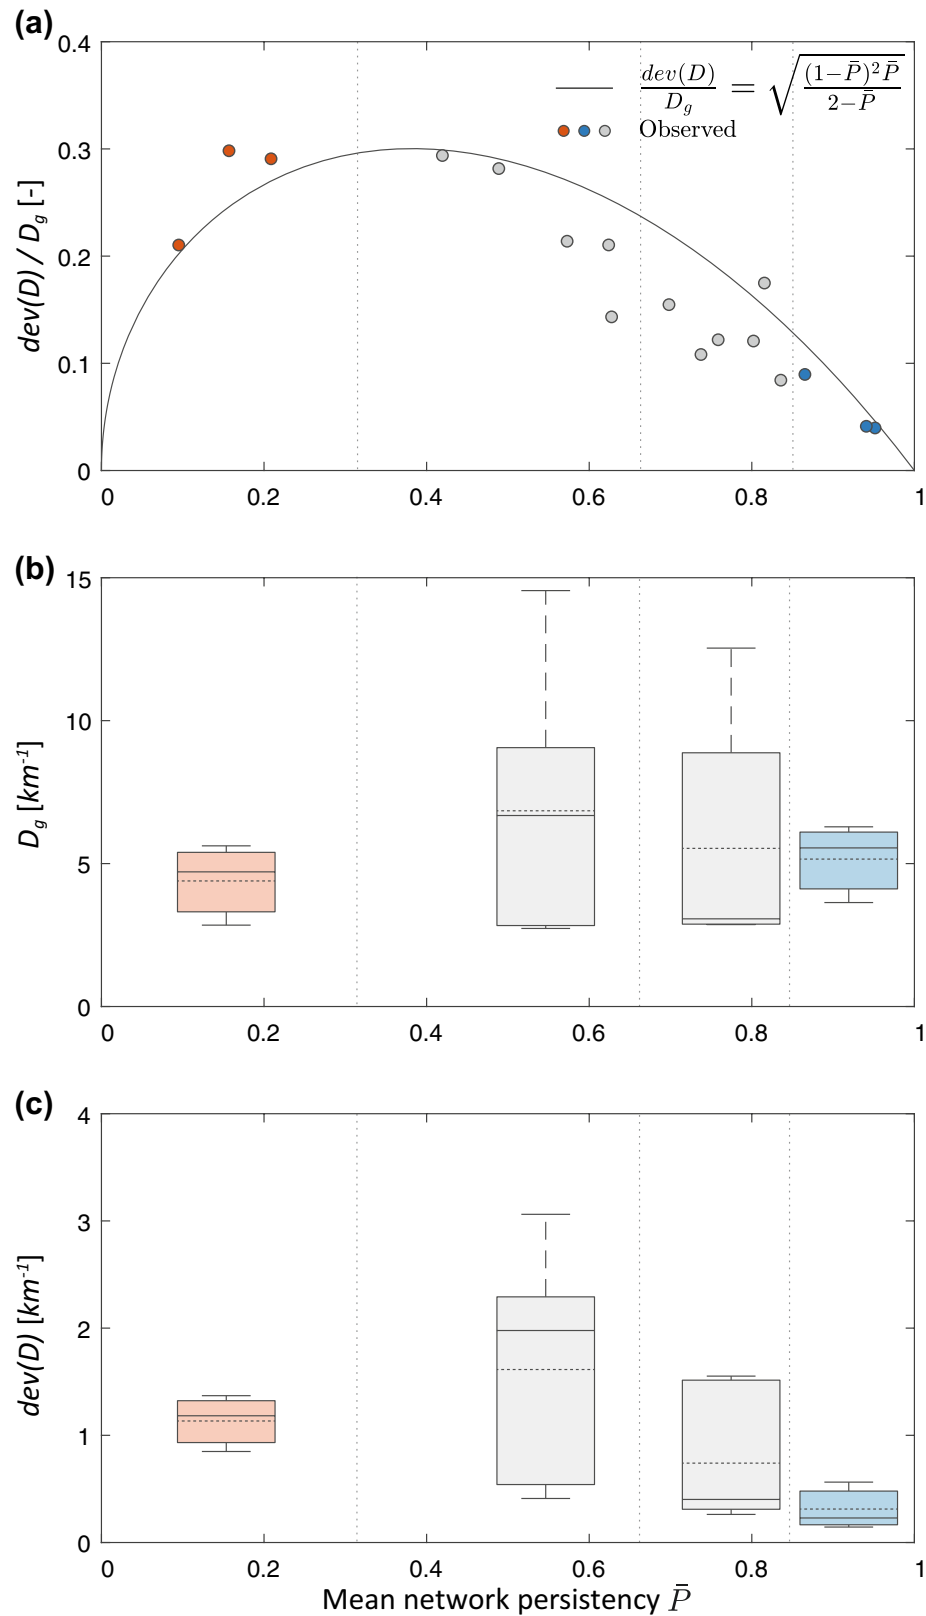 (a)
0.4
0.3
0.2
0.1
0
dev(D) / D_g [-]
dev(D)/D_g = √((1−P̄)²P̄/(2−P̄))
Observed
0 0.2 0.4 0.6 0.8 1
(b)
15
10
5
0
D_g [km⁻¹]
0 0.2 0.4 0.6 0.8 1
(c)
4
3
2
1
0
dev(D) [km⁻¹]
0 0.2 0.4 0.6 0.8 1
Mean network persistency P̄